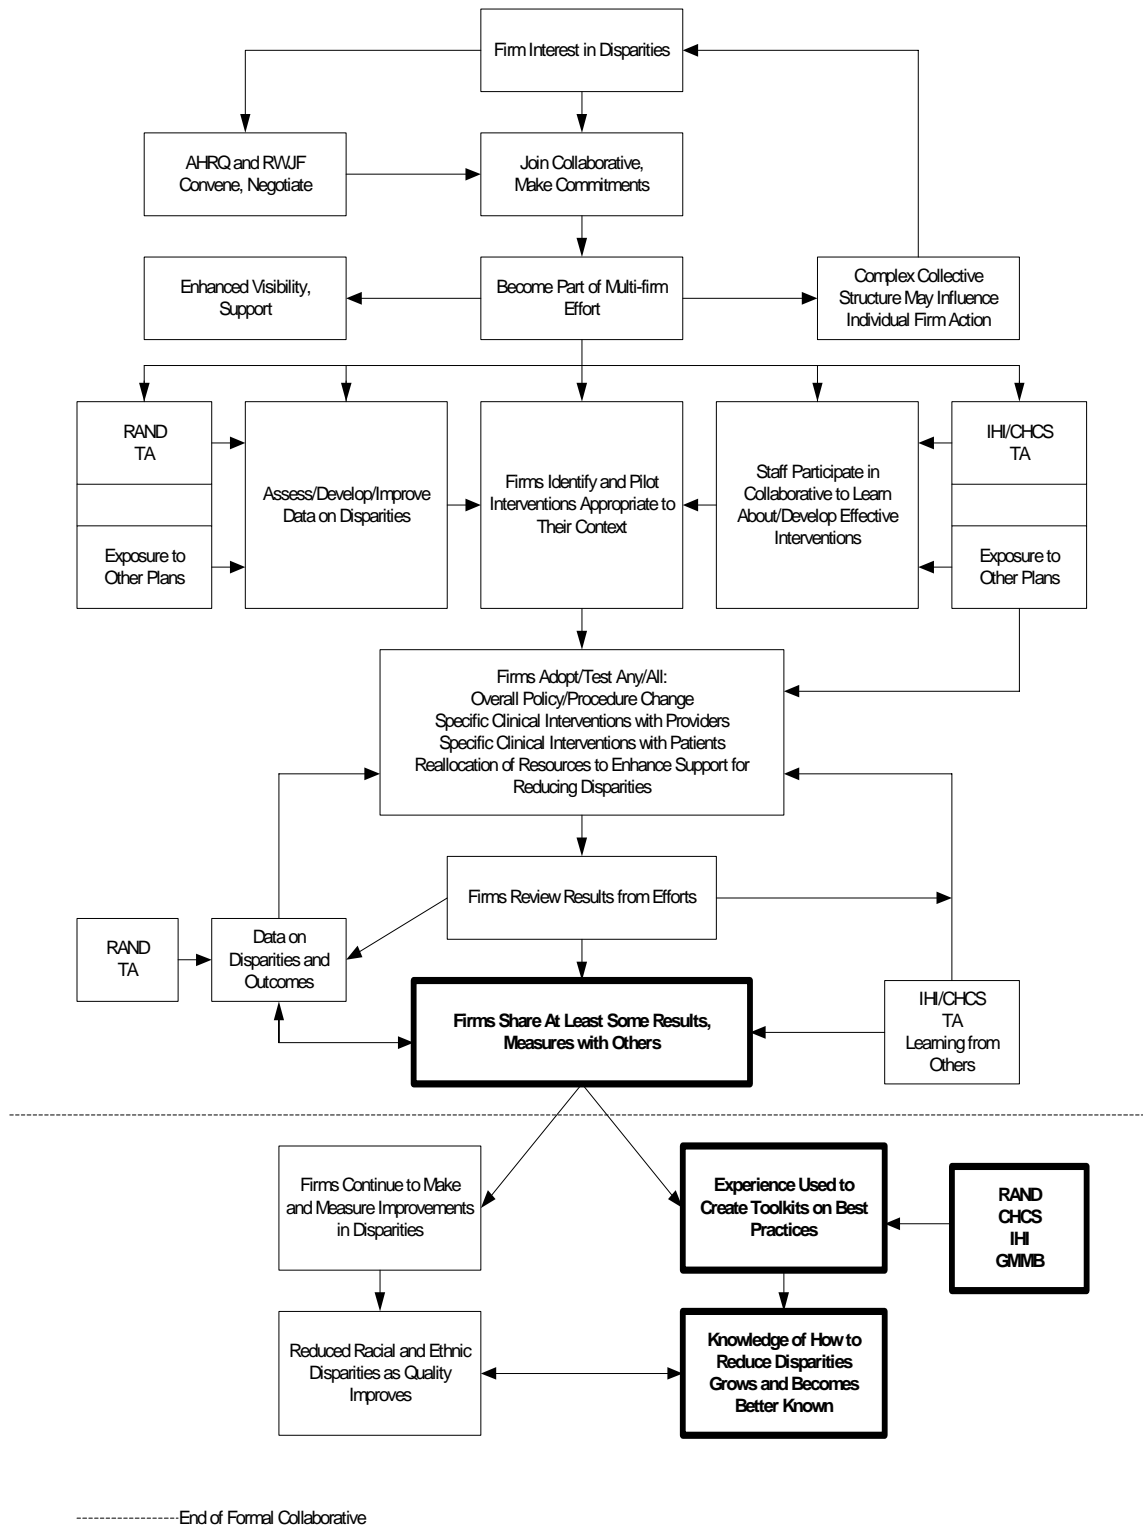 Firm Interest in Disparities
AHRQ and RWJF
Convene, Negotiate
Join Collaborative,
Make Commitments
Enhanced Visibility,
Support
Become Part of Multi-firm
Effort
Complex Collective
Structure May Influence
Individual Firm Action
RAND
TA
Exposure to
Other Plans
Assess/Develop/Improve
Data on Disparities
Firms Identify and Pilot
Interventions Appropriate to
Their Context
Staff Participate in
Collaborative to Learn
About/Develop Effective
Interventions
IHI/CHCS
TA
Exposure to
Other Plans
Firms Adopt/Test Any/All:
Overall Policy/Procedure Change
Specific Clinical Interventions with Providers
Specific Clinical Interventions with Patients
Reallocation of Resources to Enhance Support for
Reducing Disparities
Firms Review Results from Efforts
RAND
TA
Data on
Disparities and
Outcomes
Firms Share At Least Some Results,
Measures with Others
IHI/CHCS
TA
Learning from
Others
Firms Continue to Make
and Measure Improvements
in Disparities
Experience Used to
Create Toolkits on Best
Practices
RAND
CHCS
IHI
GMMB
Reduced Racial and Ethnic
Disparities as Quality
Improves
Knowledge of How to
Reduce Disparities
Grows and Becomes
Better Known
End of Formal Collaborative